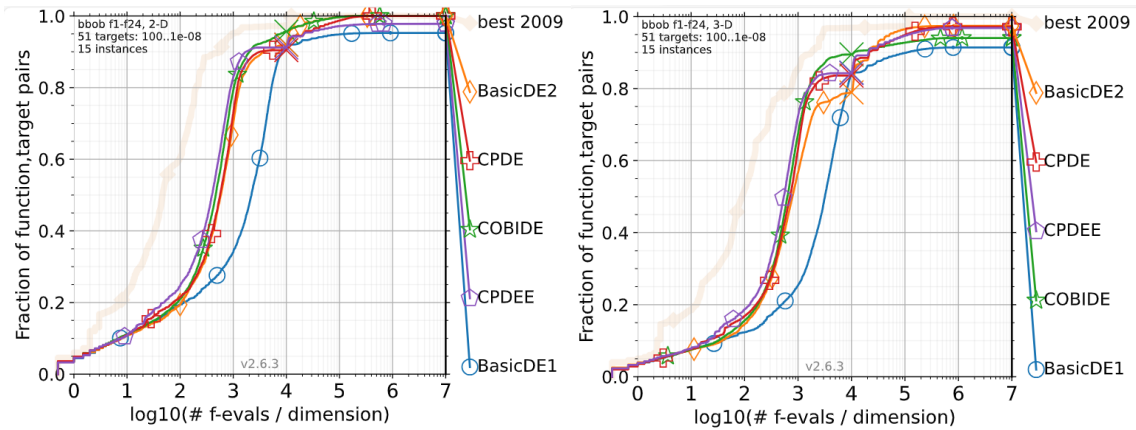 bbob f1-f24, 2-D
51 targets: 100..1e-08
15 instances
Fraction of function,target pairs
1.0
0.8
0.6
0.4
0.2
0.0
0 1 2 3 4 5 6 7
log10(# f-evals / dimension)
v2.6.3
best 2009
BasicDE2
CPDE
COBIDE
CPDEE
BasicDE1
bbob f1-f24, 3-D
51 targets: 100..1e-08
15 instances
Fraction of function,target pairs
1.0
0.8
0.6
0.4
0.2
0.0
0 1 2 3 4 5 6 7
log10(# f-evals / dimension)
v2.6.3
best 2009
BasicDE2
CPDE
CPDEE
COBIDE
BasicDE1